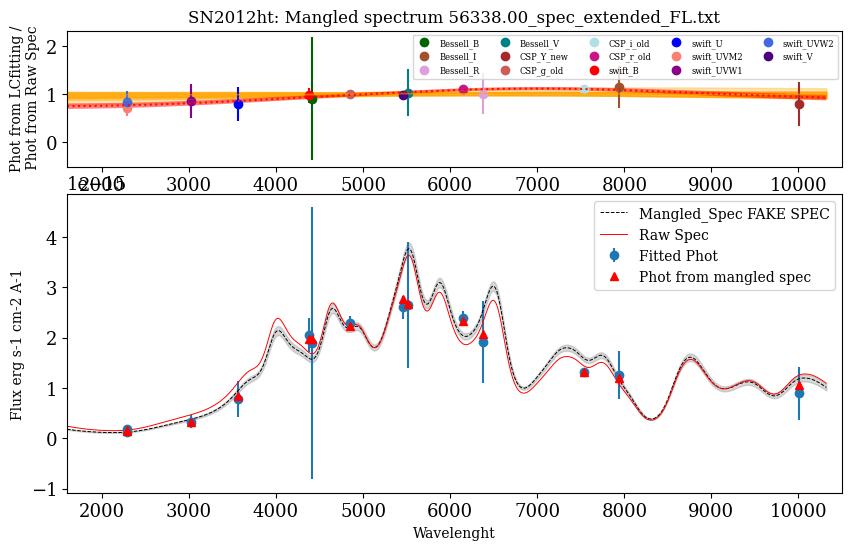 SN2012ht: Mangled spectrum 56338.00_spec_extended_FL.txt
Phot from LCfitting /
Phot from Raw Spec
2
1
0
Bessell_B Bessell_V CSP_i_old swift_U swift_UVW2
Bessell_I CSP_Y_new CSP_r_old swift_UVM2 swift_V
Bessell_R CSP_g_old swift_B swift_UVW1
2000 3000 4000 5000 6000 7000 8000 9000 10000
1e−15
Flux erg s-1 cm-2 A-1
4
3
2
1
0
−1
Mangled_Spec FAKE SPEC
Raw Spec
Fitted Phot
Phot from mangled spec
2000 3000 4000 5000 6000 7000 8000 9000 10000
Wavelenght